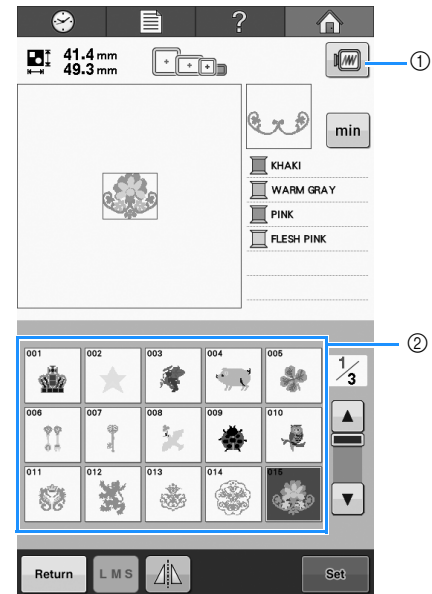 ?
41.4 mm
49.3 mm
①
min
KHAKI
WARM GRAY
PINK
FLESH PINK
②
001 002 003 004 005
1/3
006 007 008 009 010
011 012 013 014 015
Return L M S Set